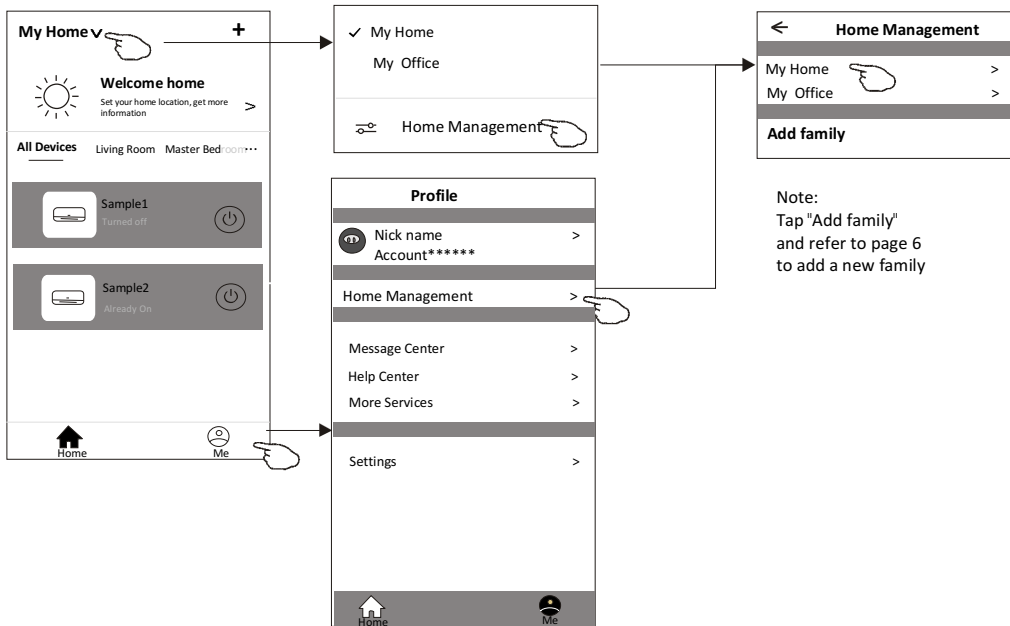 My Home
+
Welcome home
Set your home location, get more
information
>
All Devices
Living Room
Master Bedroom...
Sample1
Turned off
Sample2
Already On
Home
Me
My Home
My Office
Home Management
Profile
Nick name
>
Account******
Home Management
>
Message Center
>
Help Center
>
More Services
>
Settings
>
Home
Me
Home Management
My Home
>
My Office
>
Add family
Note:
Tap "Add family"
and refer to page 6
to add a new family